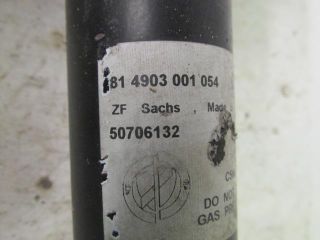 81 4903 001 054
ZF Sachs , Made
50706132
DO NO
GAS PR